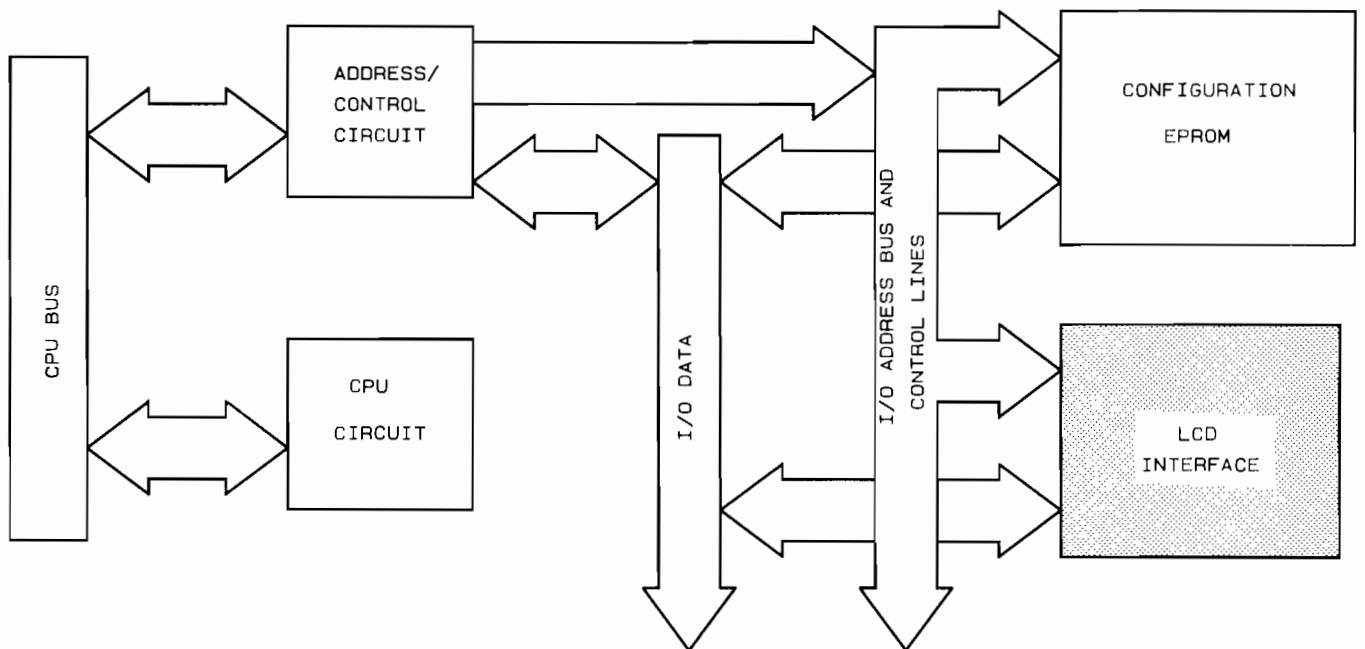 ADDRESS/
CONTROL
CIRCUIT
CONFIGURATION
EPROM
CPU BUS
I/O DATA
I/O ADDRESS BUS AND
CONTROL LINES
CPU
CIRCUIT
LCD
INTERFACE